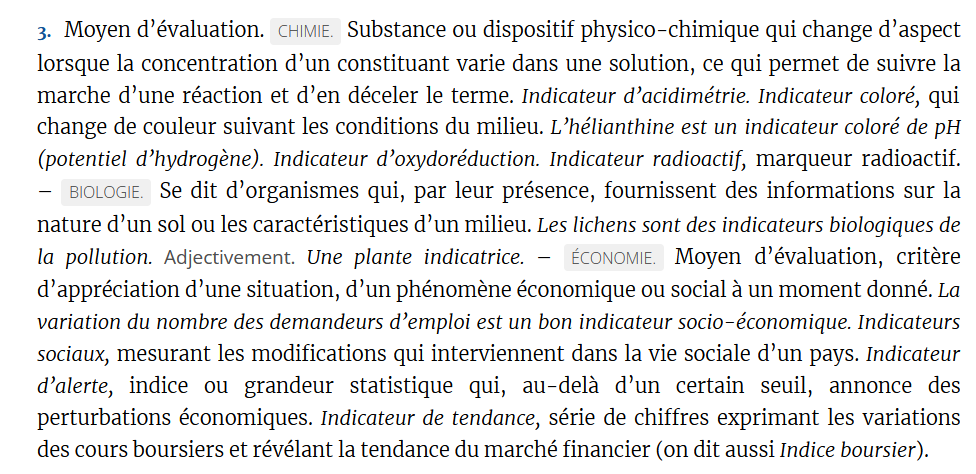 3. Moyen d’évaluation. CHIMIE. Substance ou dispositif physico-chimique qui change d’aspect
lorsque la concentration d’un constituant varie dans une solution, ce qui permet de suivre la
marche d’une réaction et d’en déceler le terme. Indicateur d’acidimétrie. Indicateur coloré, qui
change de couleur suivant les conditions du milieu. L’hélianthine est un indicateur coloré de pH
(potentiel d’hydrogène). Indicateur d’oxydoréduction. Indicateur radioactif, marqueur radioactif.
– BIOLOGIE. Se dit d’organismes qui, par leur présence, fournissent des informations sur la
nature d’un sol ou les caractéristiques d’un milieu. Les lichens sont des indicateurs biologiques de
la pollution. Adjectivement. Une plante indicatrice. – ÉCONOMIE. Moyen d’évaluation, critère
d’appréciation d’une situation, d’un phénomène économique ou social à un moment donné. La
variation du nombre des demandeurs d’emploi est un bon indicateur socio-économique. Indicateurs
sociaux, mesurant les modifications qui interviennent dans la vie sociale d’un pays. Indicateur
d’alerte, indice ou grandeur statistique qui, au-delà d’un certain seuil, annonce des
perturbations économiques. Indicateur de tendance, série de chiffres exprimant les variations
des cours boursiers et révélant la tendance du marché financier (on dit aussi Indice boursier).